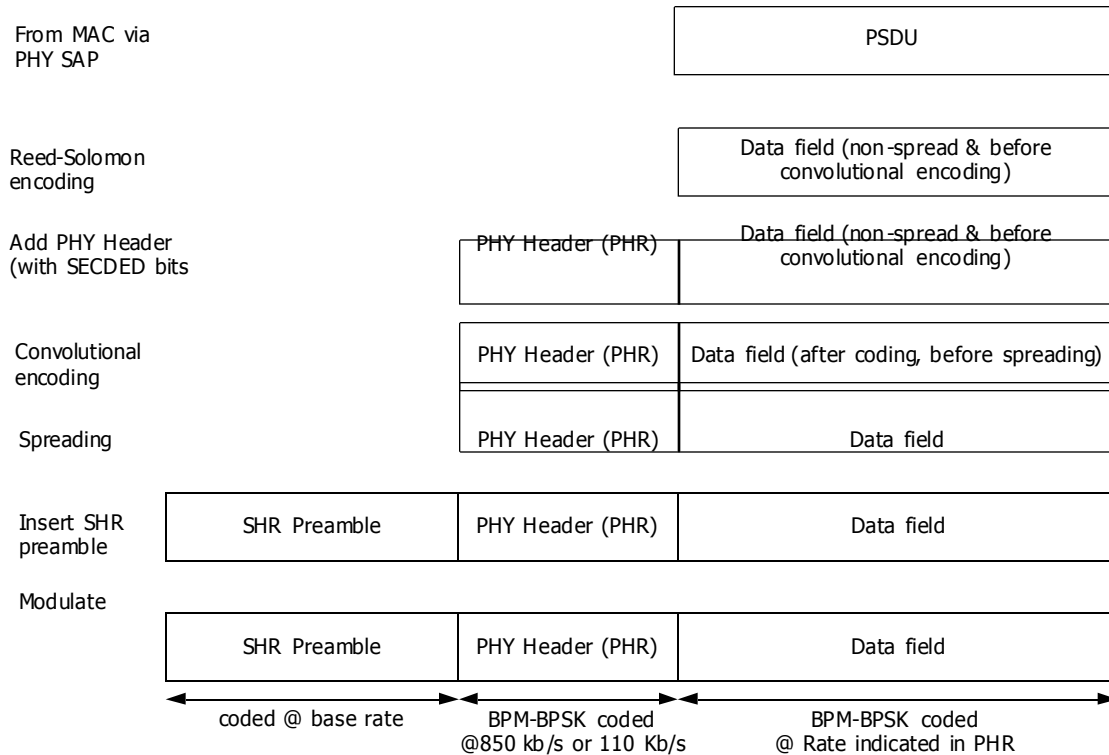 From MAC via
PHY SAP
PSDU
Reed-Solomon
encoding
Data field (non-spread & before
convolutional encoding)
Add PHY Header
(with SECDED bits
PHY Header (PHR)
Data field (non-spread & before
convolutional encoding)
Convolutional
encoding
PHY Header (PHR)
Data field (after coding, before spreading)
Spreading
PHY Header (PHR)
Data field
Insert SHR
preamble
SHR Preamble
PHY Header (PHR)
Data field
Modulate
SHR Preamble
PHY Header (PHR)
Data field
coded @ base rate
BPM-BPSK coded
@850 kb/s or 110 Kb/s
BPM-BPSK coded
@ Rate indicated in PHR